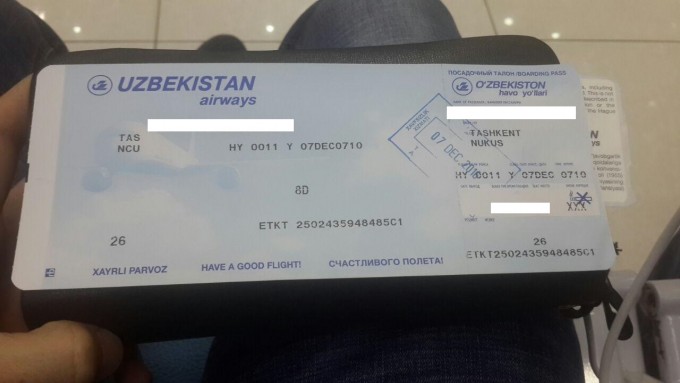 UZBEKISTAN
airways
TAS
NCU HY 0011 Y 07DEC0710
8D
ETKT 2502435948485C1
26
XAYRLI PARVOZ HAVE A GOOD FLIGHT! СЧАСТЛИВОГО ПОЛЕТА!
ПОСАДОЧНЫЙ ТАЛОН/BOARDING PASS
O'ZBEKISTON
havo yo'llari
TASHKENT
NUKUS
07 DEC
HY 0011 Y 07DEC 0710
XXX
26
ETKT2502435948485C1